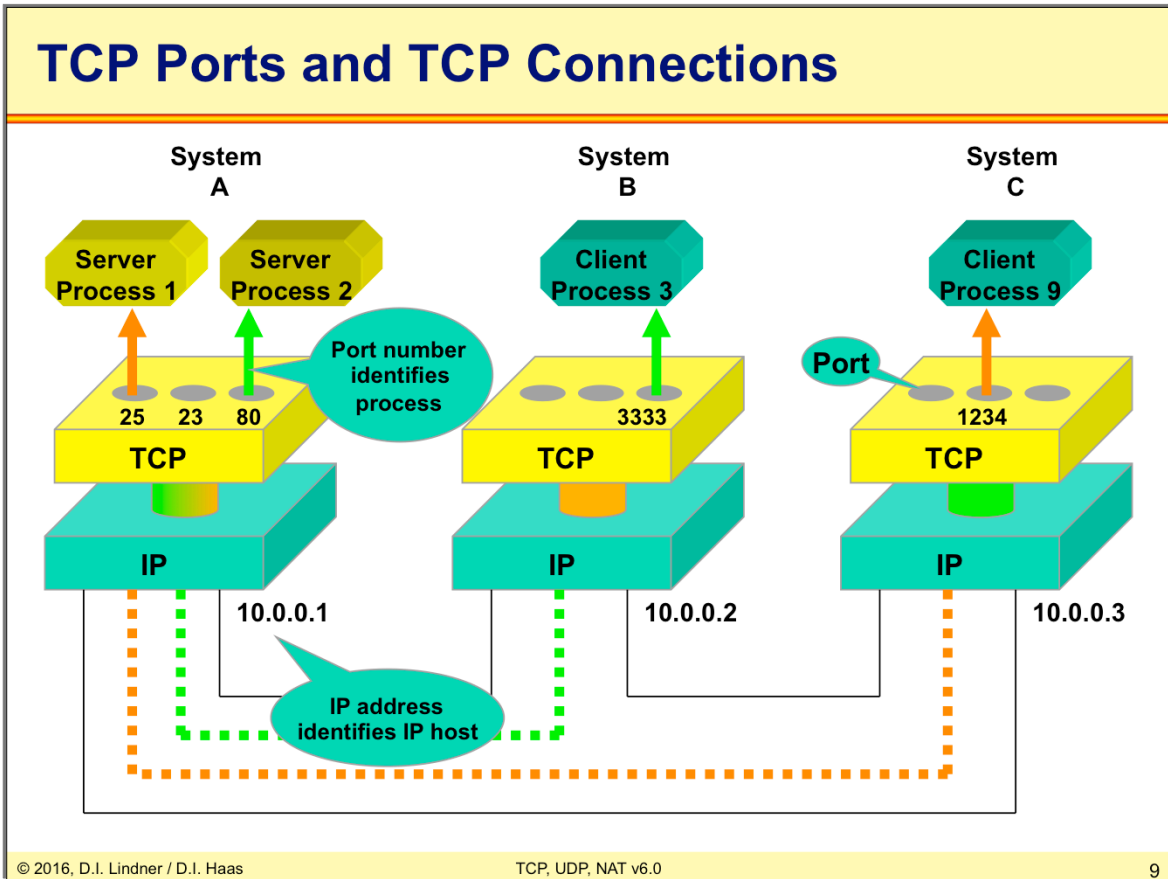 TCP Ports and TCP Connections
System
A
System
B
System
C
Server
Process 1
Server
Process 2
Client
Process 3
Client
Process 9
Port number
identifies
process
Port
25 23 80
3333
1234
TCP
TCP
TCP
IP
IP
IP
10.0.0.1
10.0.0.2
10.0.0.3
IP address
identifies IP host
© 2016, D.I. Lindner / D.I. Haas
TCP, UDP, NAT v6.0
9